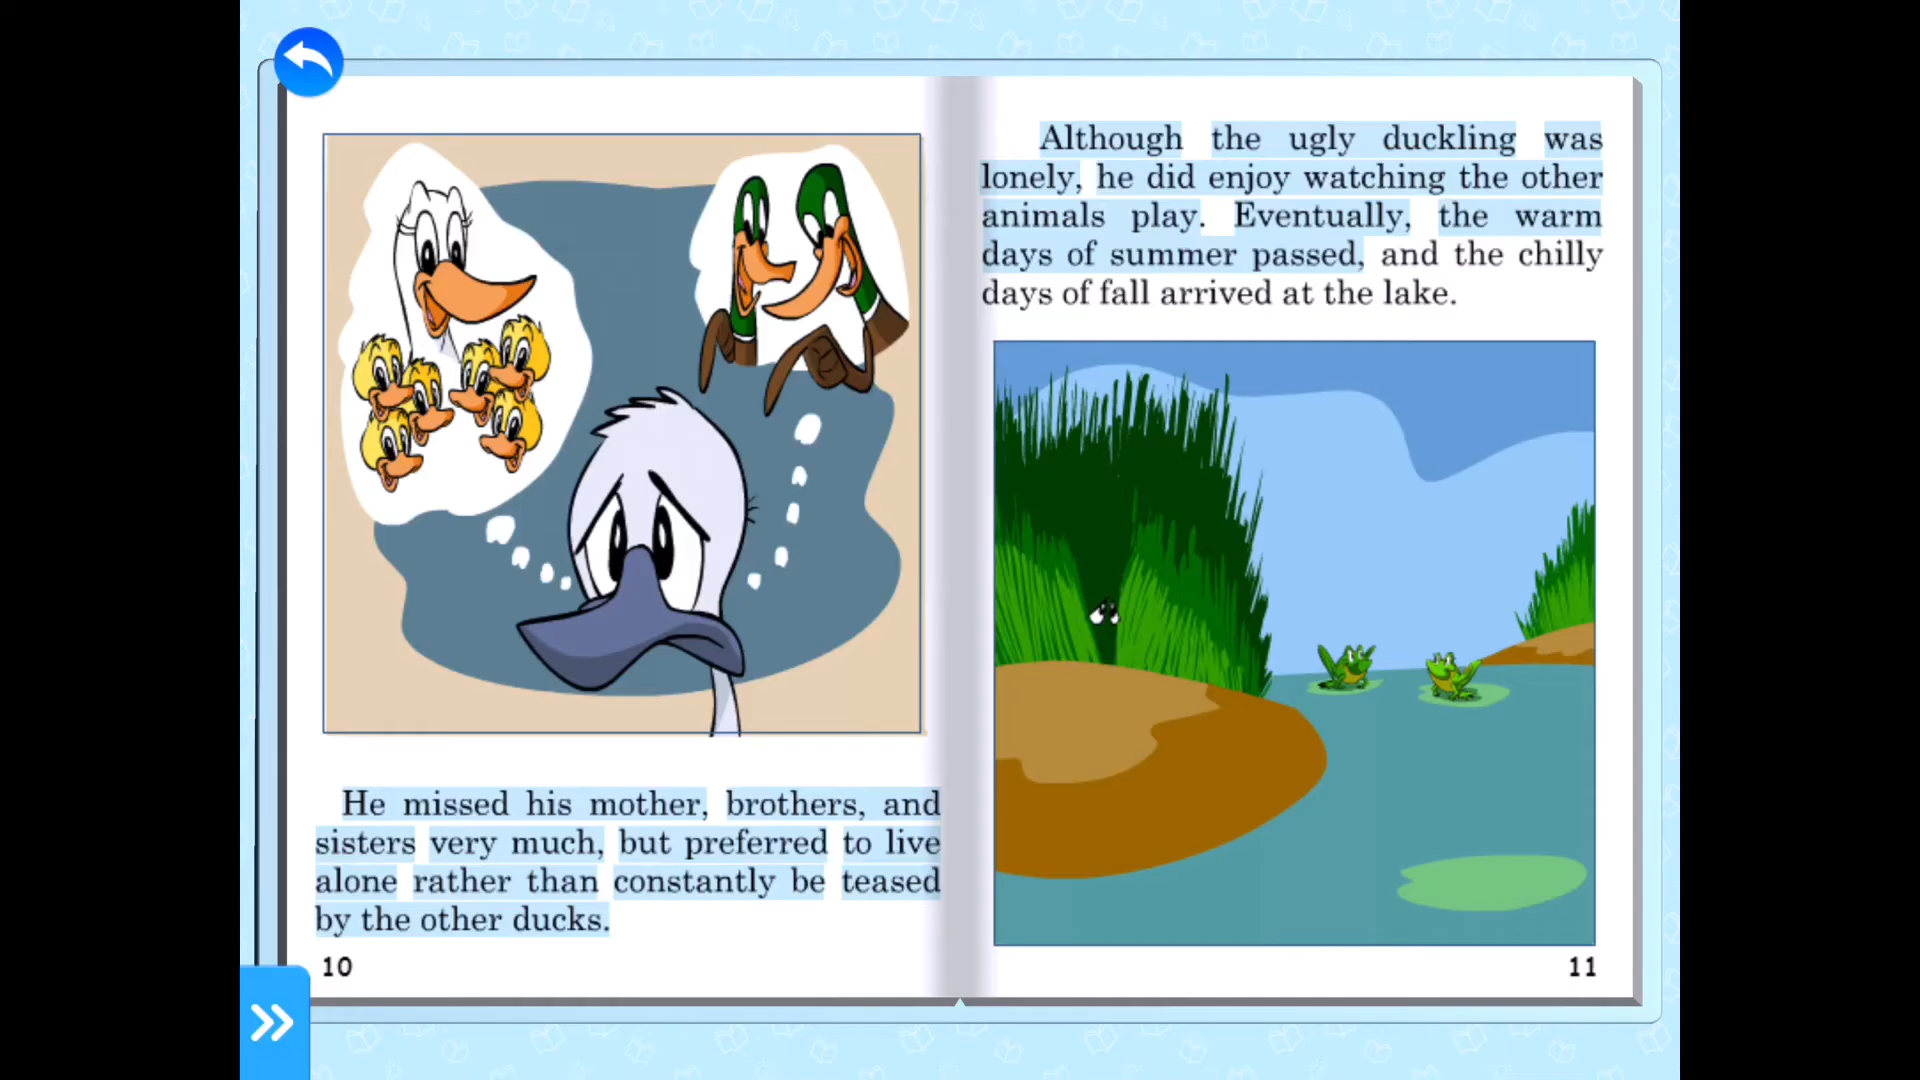 He missed his mother, brothers, and
sisters very much, but preferred to live
alone rather than constantly be teased
by the other ducks.
10
Although the ugly duckling was
lonely, he did enjoy watching the other
animals play. Eventually, the warm
days of summer passed, and the chilly
days of fall arrived at the lake.
11